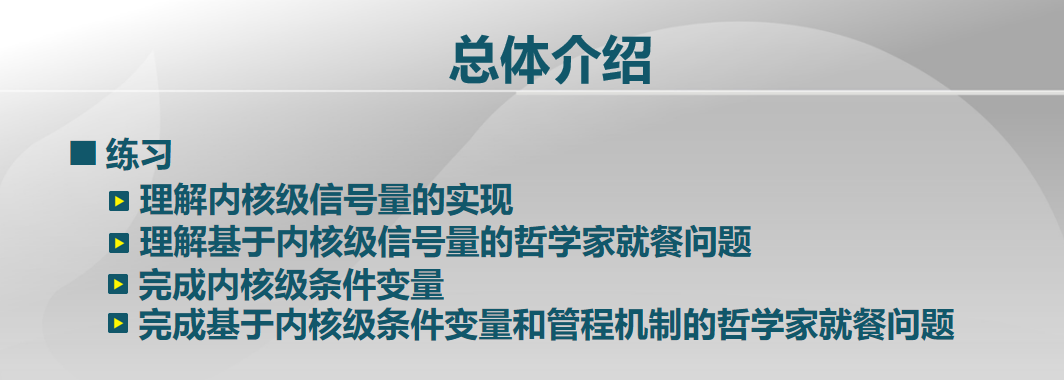 总体介绍
练习
理解内核级信号量的实现
理解基于内核级信号量的哲学家就餐问题
完成内核级条件变量
完成基于内核级条件变量和管程机制的哲学家就餐问题